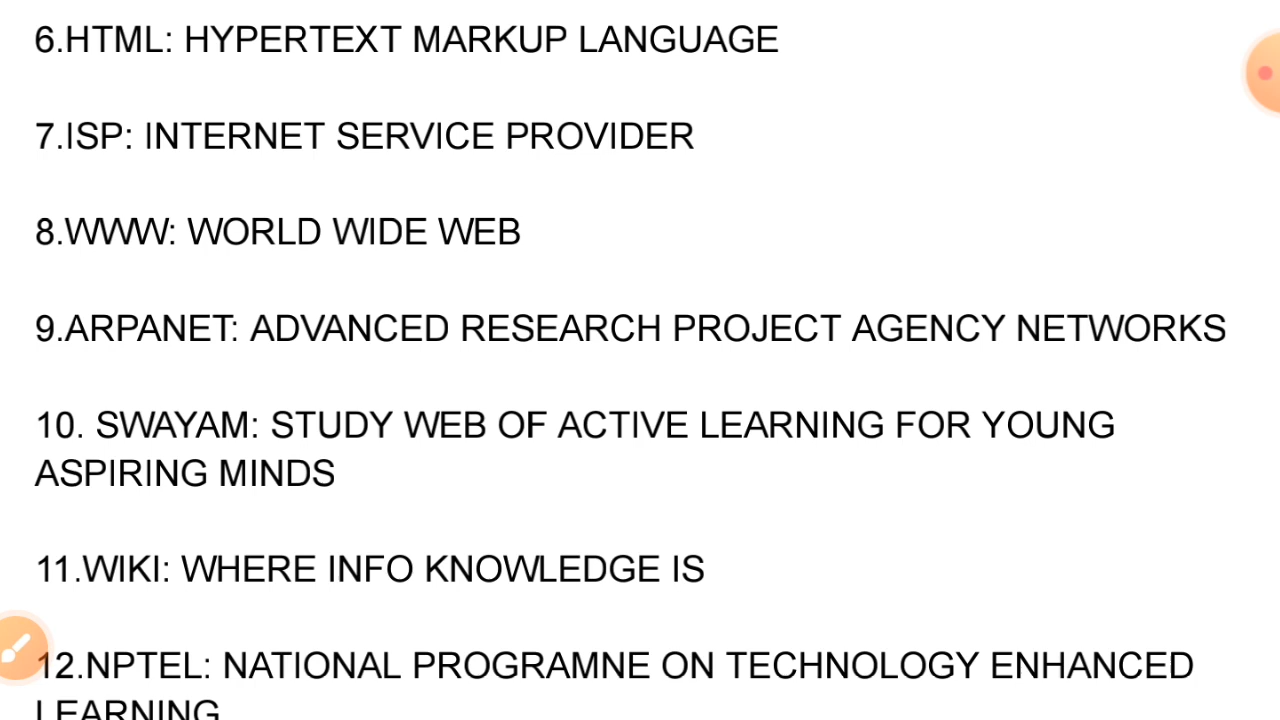 6.HTML: HYPERTEXT MARKUP LANGUAGE
7.ISP: INTERNET SERVICE PROVIDER
8.WWW: WORLD WIDE WEB
9.ARPANET: ADVANCED RESEARCH PROJECT AGENCY NETWORKS
10. SWAYAM: STUDY WEB OF ACTIVE LEARNING FOR YOUNG
ASPIRING MINDS
11.WIKI: WHERE INFO KNOWLEDGE IS
12.NPTEL: NATIONAL PROGRAMNE ON TECHNOLOGY ENHANCED
LEARNING